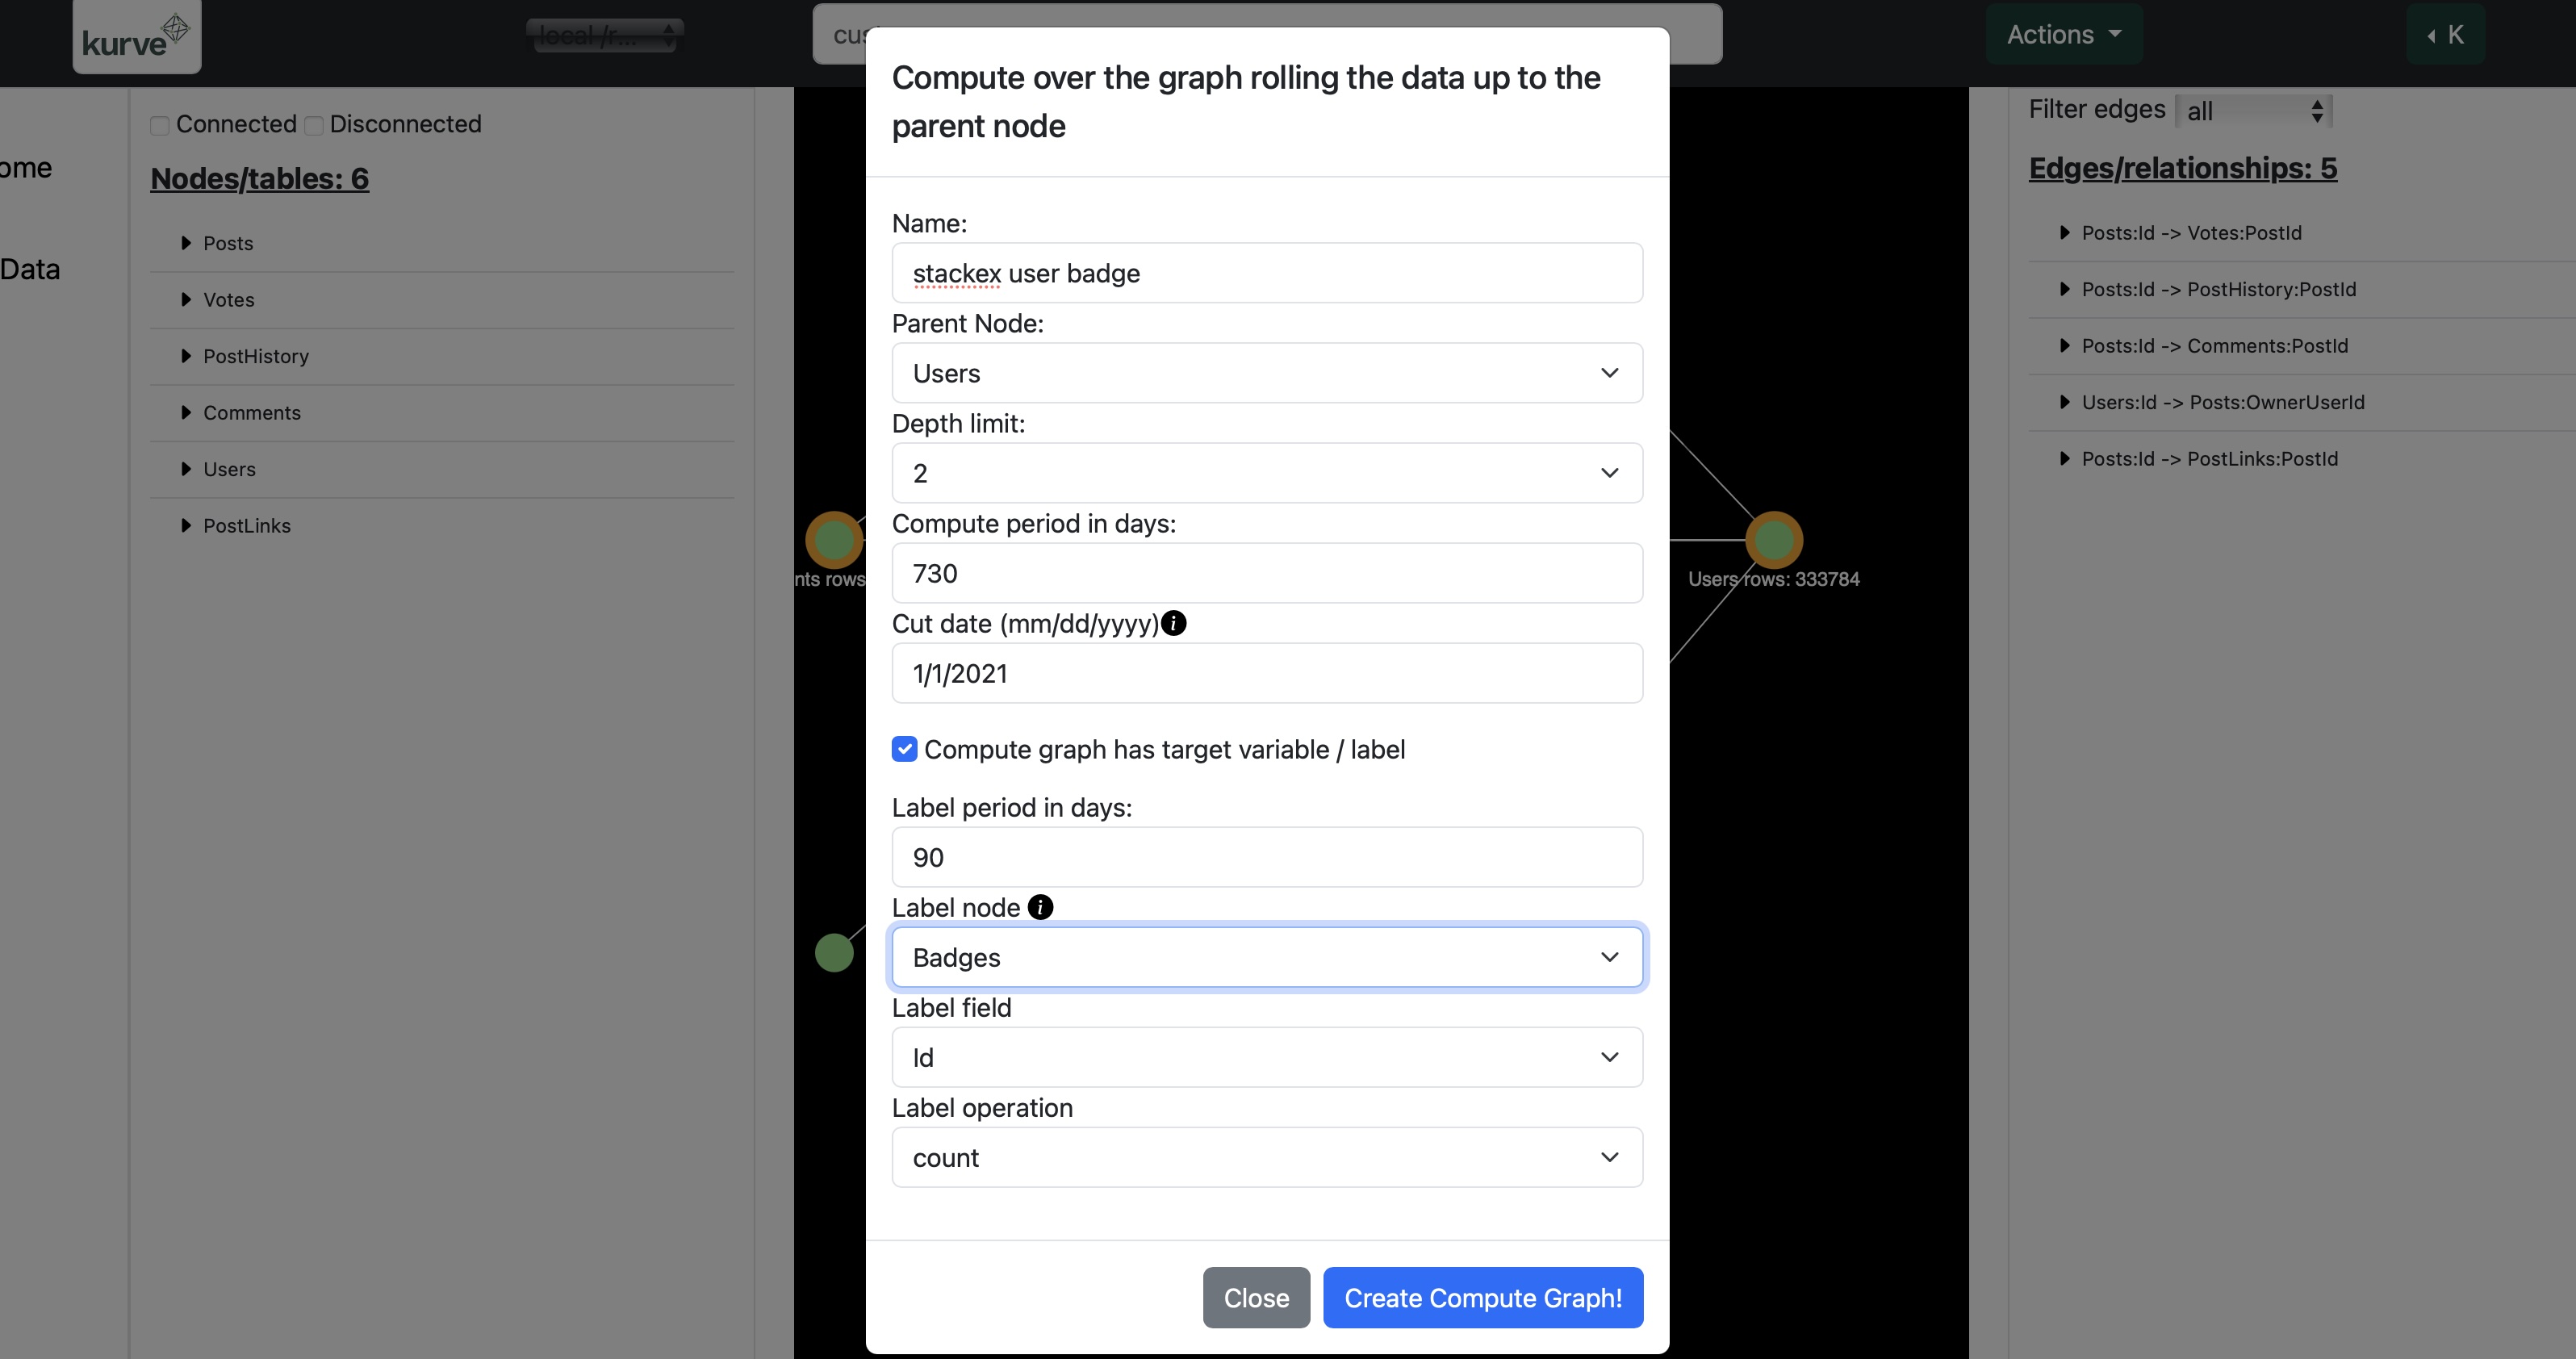 kurve
local /r...
cus
Actions
K
ome
Data
Connected Disconnected
Nodes/tables: 6
Posts
Votes
PostHistory
Comments
Users
PostLinks
nts rows
Users rows: 333784
Compute over the graph rolling the data up to the
parent node
Name:
stackex user badge
Parent Node:
Users
Depth limit:
2
Compute period in days:
730
Cut date (mm/dd/yyyy)
1/1/2021
Compute graph has target variable / label
Label period in days:
90
Label node
Badges
Label field
Id
Label operation
count
Close Create Compute Graph!
Filter edges all
Edges/relationships: 5
Posts:Id -> Votes:PostId
Posts:Id -> PostHistory:PostId
Posts:Id -> Comments:PostId
Users:Id -> Posts:OwnerUserId
Posts:Id -> PostLinks:PostId